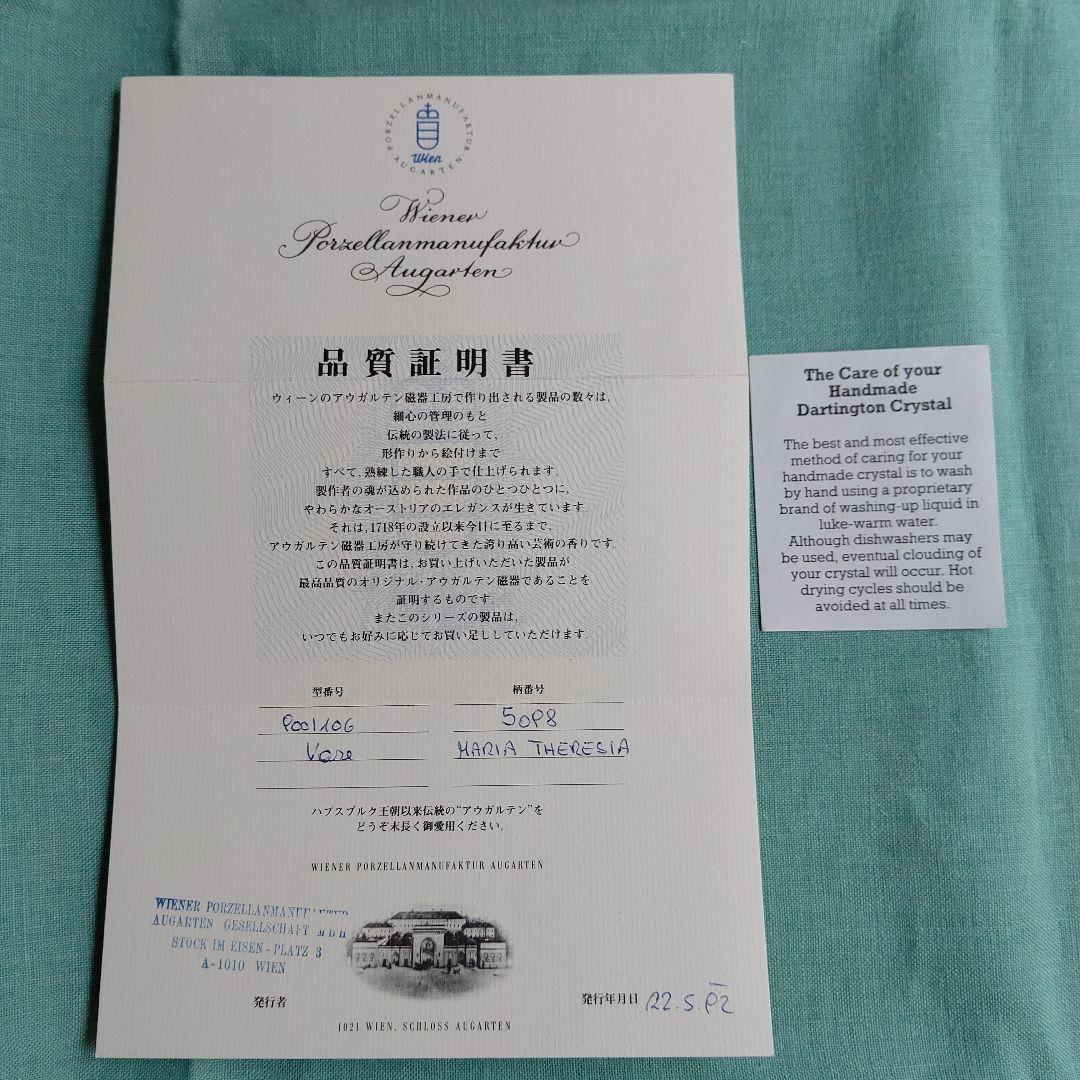 PORZELLANMANUFAKTUR
Wien
AUGARTEN
Wiener
Porzellanmanufaktur
Augarten
品質証明書
ウィーンのアウガルテン磁器工房で作り出される製品の数々は,
細心の管理のもと
伝統の製法に従って,
形作りから絵付けまで
すべて,熟練した職人の手で仕上げられます。
製作者の魂が込められた作品のひとつひとつに,
やわらかなオーストリアのエレガンスが生きています。
それは,1718年の設立以来今日に至るまで,
アウガルテン磁器工房が守り続けてきた誇り高い芸術の香りです。
この品質証明書は,お買い上げいただいた製品が
最高品質のオリジナル・アウガルテン磁器であることを
証明するものです。
またこのシリーズの製品は,
いつでもお好みに応じてお買い足ししていただけます。
型番号 柄番号
5098
Vase MARIA THERESIA
ハプスブルク王朝以来伝統の“アウガルテン”を
どうぞ末長く御愛用ください。
WIENER PORZELLANMANUFAKTUR AUGARTEN
WIENER PORZELLANMANUFAKTUR
AUGARTEN GESELLSCHAFT MBH
STOCK IM EISEN-PLATZ 3
A-1010 WIEN
発行者 発行年月日 22.5.
1021 WIEN, SCHLOSS AUGARTEN
The Care of your
Handmade
Dartington Crystal
The best and most effective
method of caring for your
handmade crystal is to wash
by hand using a proprietary
brand of washing-up liquid in
luke-warm water.
Although dishwashers may
be used, eventual clouding of
your crystal will occur. Hot
drying cycles should be
avoided at all times.